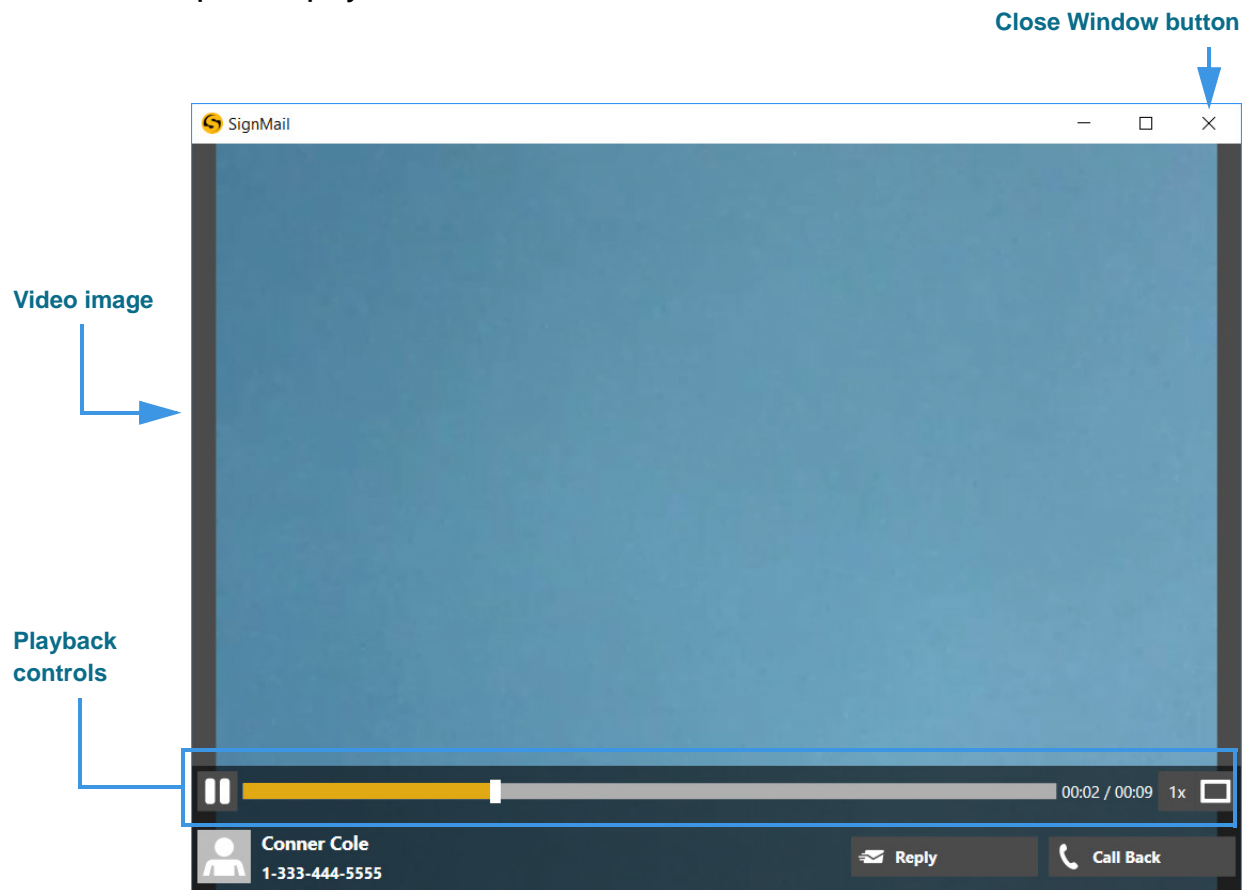 Close Window button
SignMail
Video image
Playback
controls
00:02 / 00:09 1x
Conner Cole
1-333-444-5555
Reply
Call Back